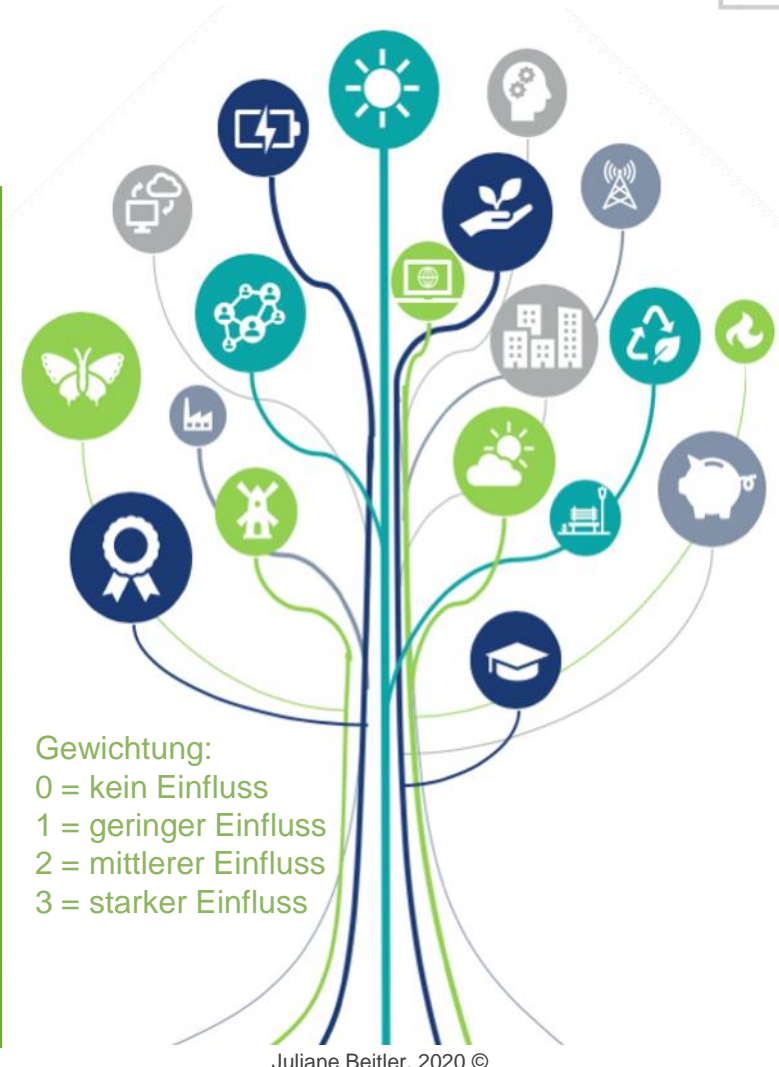 Gewichtung:
0 = kein Einfluss
1 = geringer Einfluss
2 = mittlerer Einfluss
3 = starker Einfluss
Juliane Beitler, 2020 ©